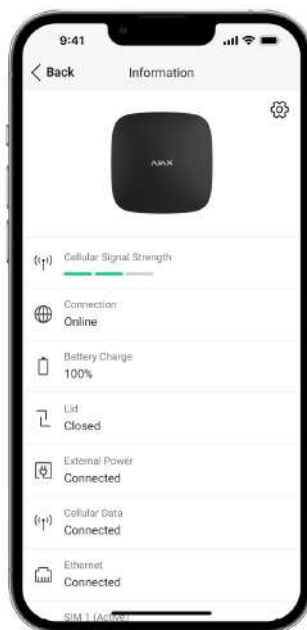 9:41
Back
Information
AJAX
Cellular Signal Strength
Connection
Online
Battery Charge
100%
Lid
Closed
External Power
Connected
Cellular Data
Connected
Ethernet
Connected
SIM 1 (Active)